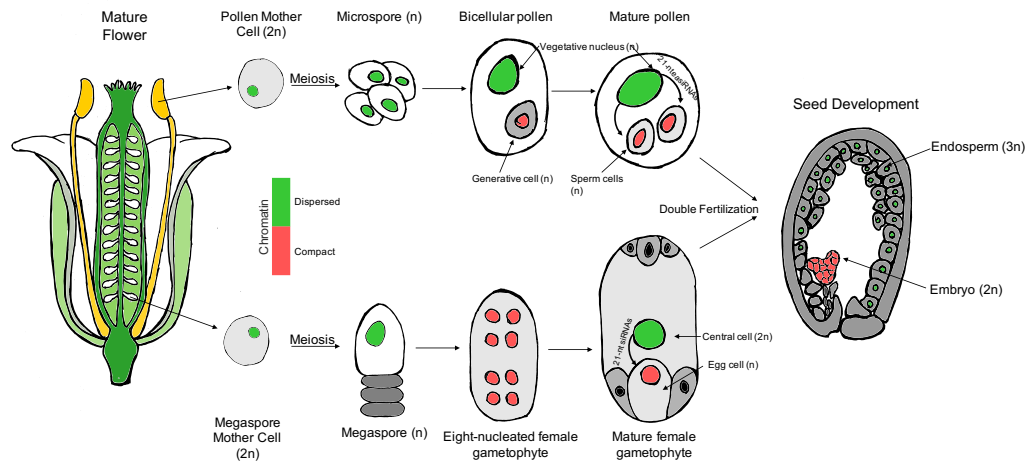 Mature
Flower
Pollen Mother
Cell (2n)
Meiosis
Microspore (n)
Bicellular pollen
Vegetative nucleus (n)
Generative cell (n)
Mature pollen
21-nteasiRNAs
Sperm cells
(n)
Double Fertilization
Seed Development
Endosperm (3n)
Embryo (2n)
Chromatin
Dispersed
Compact
Megaspore
Mother Cell
(2n)
Meiosis
Megaspore (n)
Eight-nucleated female
gametophyte
21-nt siRNAs
Central cell (2n)
Egg cell (n)
Mature female
gametophyte